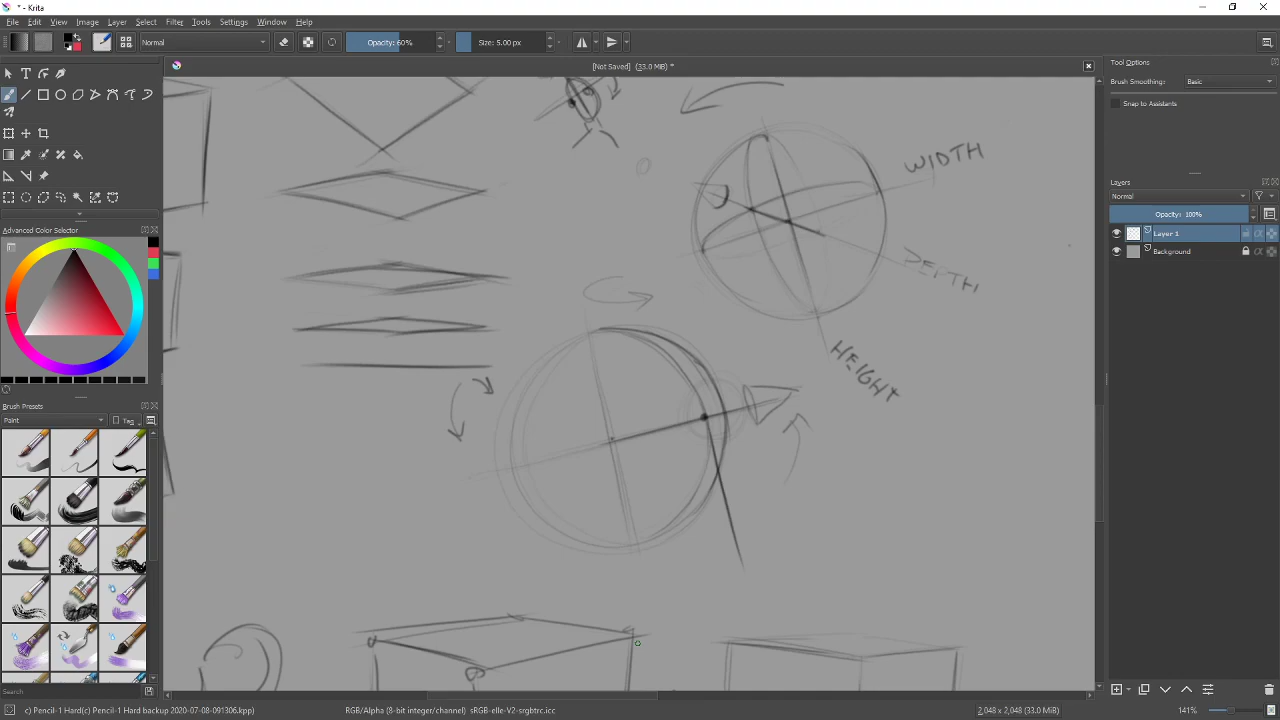 * - Krita
File Edit View Image Layer Select Filter Tools Settings Window Help
Normal Opacity: 60% Size: 5.00 px
[Not Saved] (33.0 MiB) *
Tool Options
Brush Smoothing: Basic
Snap to Assistants
Layers
Normal
Opacity: 100%
Layer 1
Background
Advanced Color Selector
Brush Presets
Paint Tag
Search
WIDTH
DEPTH
HEIGHT
c) Pencil-1 Hard(c) Pencil-1 Hard backup 2020-07-08-091306.kpp)
RGB/Alpha (8-bit integer/channel) sRGB-elle-V2-srgbtrc.icc
2,048 x 2,048 (33.0 MiB)
141%